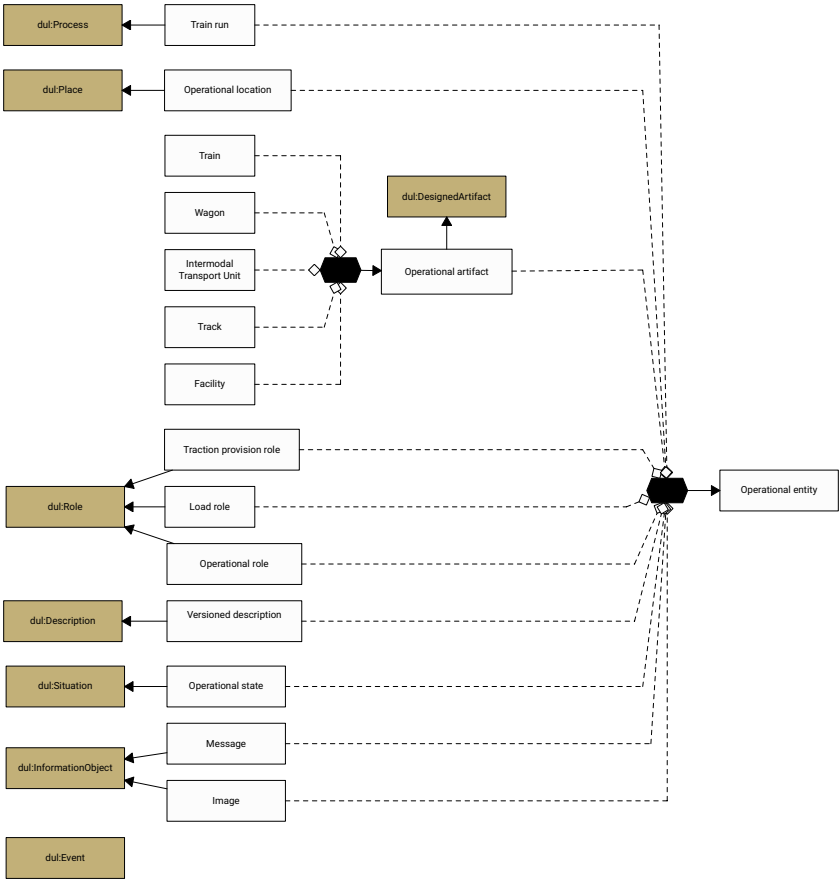 dul:Process
Train run
dul:Place
Operational location
Train
dul:DesignedArtifact
Wagon
Intermodal
Transport Unit
Operational artifact
Track
Facility
Traction provision role
Operational entity
dul:Role
Load role
Operational role
dul:Description
Versioned description
dul:Situation
Operational state
Message
dul:InformationObject
Image
dul:Event